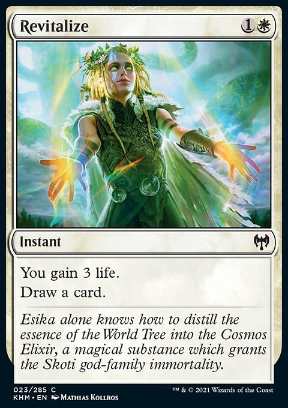 Revitalize 1
Instant
You gain 3 life.
Draw a card.
Esika alone knows how to distill the
essence of the World Tree into the Cosmos
Elixir, a magical substance which grants
the Skoti god-family immortality.
023/285 C
KHM • EN Mathias Kollros
™ & © 2021 Wizards of the Coast